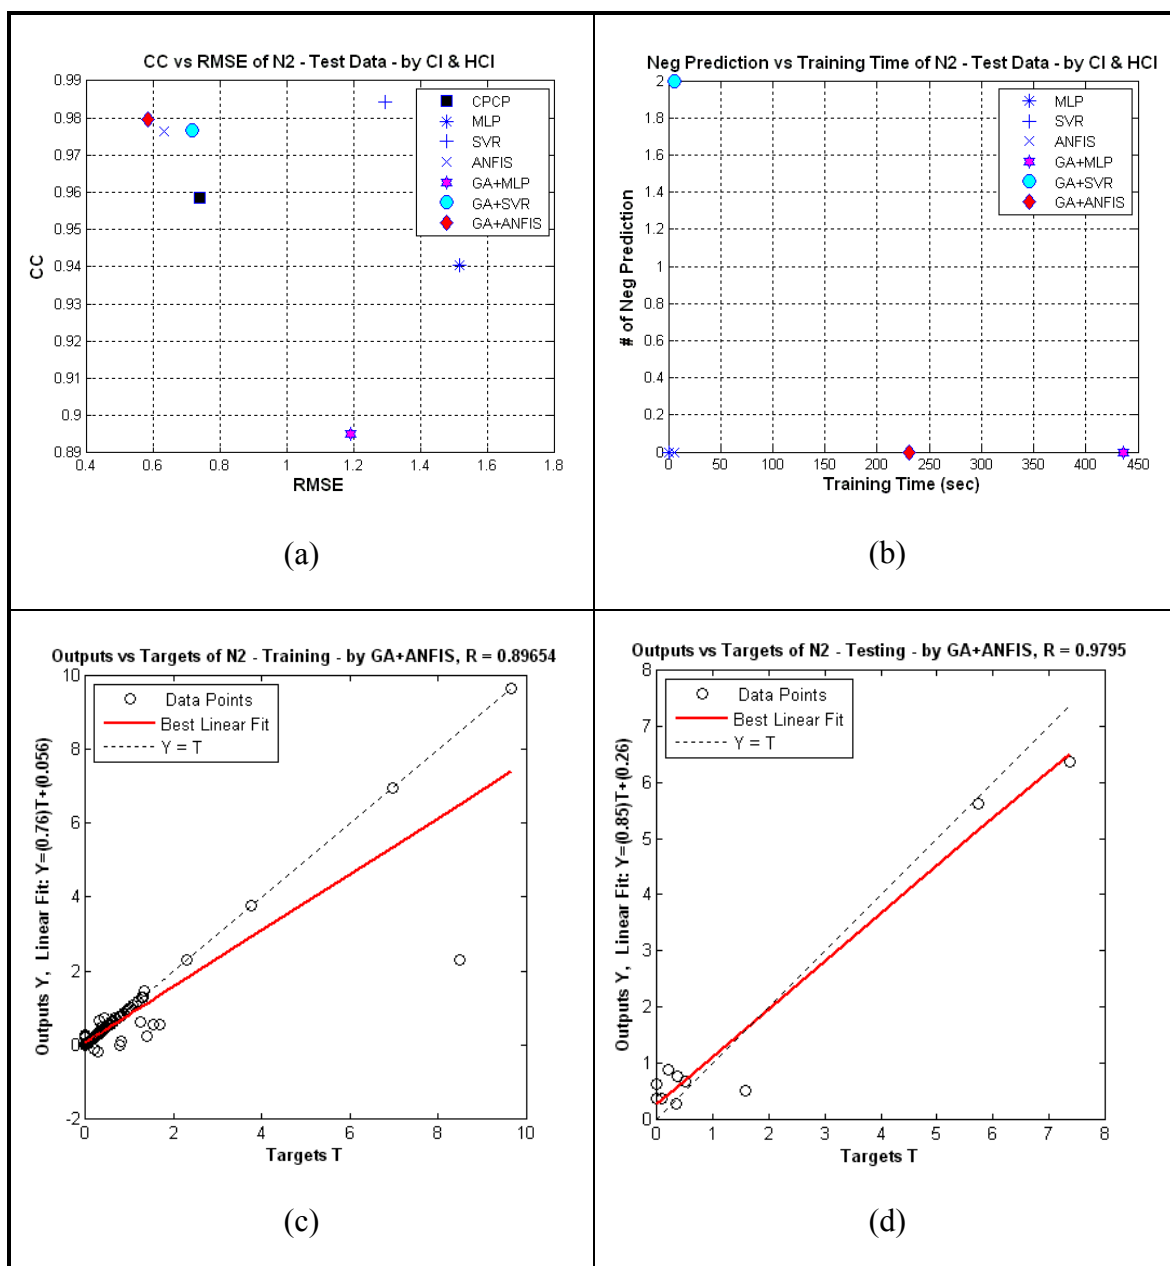 CC vs RMSE of N2 - Test Data - by CI & HCI
0.99
0.98
0.97
0.96
0.95
0.94
0.93
0.92
0.91
0.9
0.89
CC
0.4 0.6 0.8 1 1.2 1.4 1.6 1.8
RMSE
CPCP
MLP
SVR
ANFIS
GA+MLP
GA+SVR
GA+ANFIS
(a)
Neg Prediction vs Training Time of N2 - Test Data - by CI & HCI
2
1.8
1.6
1.4
1.2
1
0.8
0.6
0.4
0.2
0
# of Neg Prediction
0 50 100 150 200 250 300 350 400 450
Training Time (sec)
MLP
SVR
ANFIS
GA+MLP
GA+SVR
GA+ANFIS
(b)
Outputs vs Targets of N2 - Training - by GA+ANFIS, R = 0.89654
10
8
6
4
2
0
-2
Outputs Y, Linear Fit: Y=(0.76)T+(0.056)
0 2 4 6 8 10
Targets T
Data Points
Best Linear Fit
Y = T
(c)
Outputs vs Targets of N2 - Testing - by GA+ANFIS, R = 0.9795
8
7
6
5
4
3
2
1
0
Outputs Y, Linear Fit: Y=(0.85)T+(0.26)
0 1 2 3 4 5 6 7 8
Targets T
Data Points
Best Linear Fit
Y = T
(d)